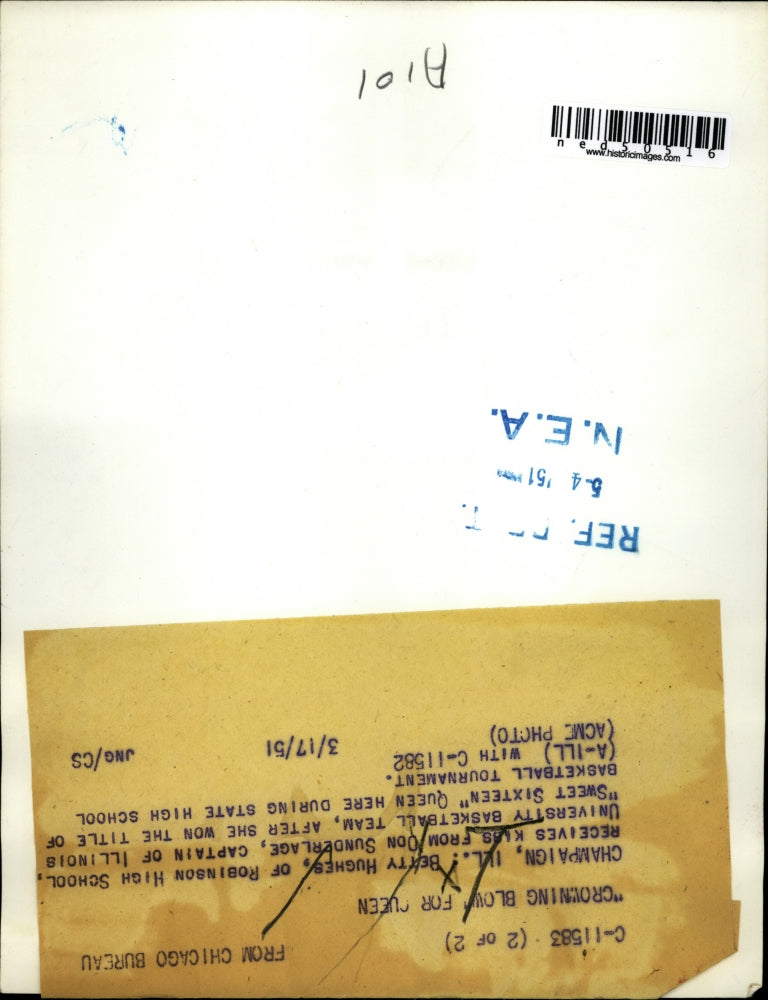 A101
ned50516
www.historicimages.com
N.E.A.
5-4 '51
REF.
C-11583 (2 OF 2)
FROM CHICAGO BUREAU
"CROWNING BLOW" FOR QUEEN
CHAMPAIGN, ILL.: BETTY HUGHES, OF ROBINSON HIGH SCHOOL,
RECEIVES KISS FROM DON SUNDERLAGE, CAPTAIN OF ILLINOIS
UNIVERSITY BASKETBALL TEAM, AFTER SHE WON THE TITLE OF
"SWEET SIXTEEN" QUEEN HERE DURING STATE HIGH SCHOOL
BASKETBALL TOURNAMENT.
(A-ILL) WITH C-11582
(ACME PHOTO) 3/17/51 JNG/CS